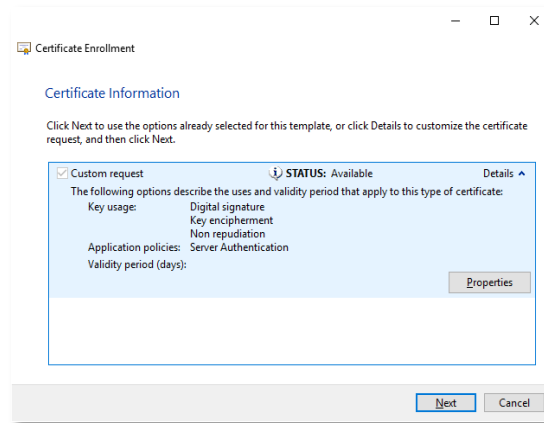 Certificate Enrollment
Certificate Information
Click Next to use the options already selected for this template, or click Details to customize the certificate
request, and then click Next.
Custom request STATUS: Available Details
The following options describe the uses and validity period that apply to this type of certificate:
Key usage: Digital signature
Key encipherment
Non repudiation
Application policies: Server Authentication
Validity period (days):
Properties
Next Cancel